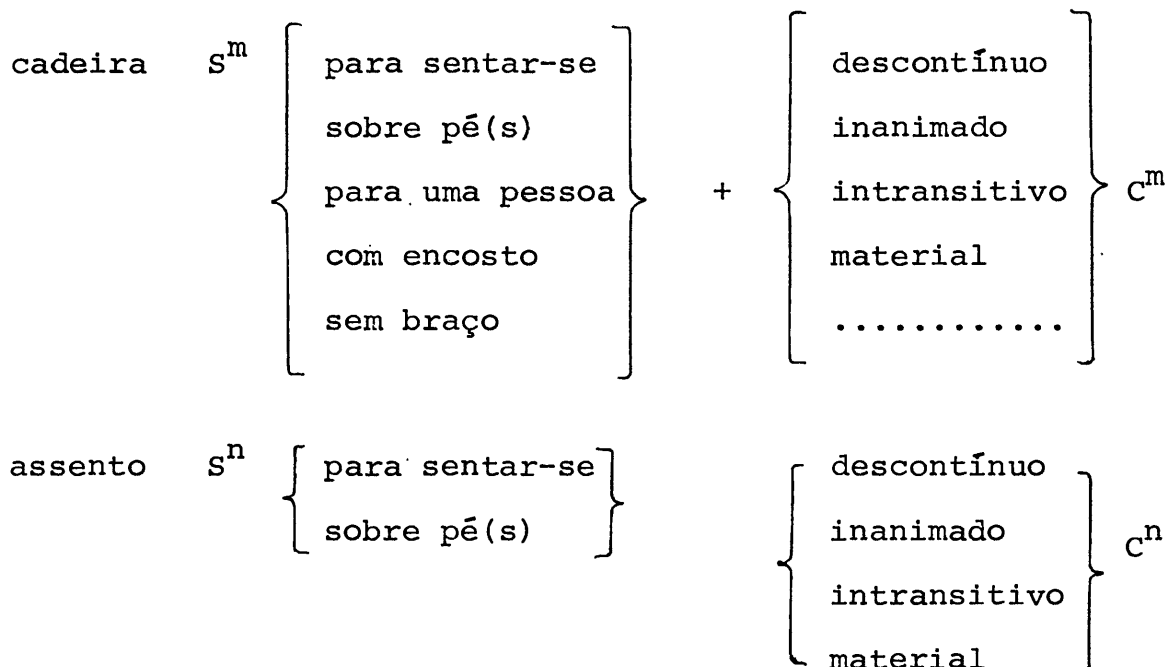 cadeira S^m para sentar-se descontínuo
sobre pé(s) inanimado
para uma pessoa + intransitivo C^m
com encosto material
sem braço ............
assento S^n para sentar-se descontínuo
sobre pé(s) inanimado C^n
intransitivo
material